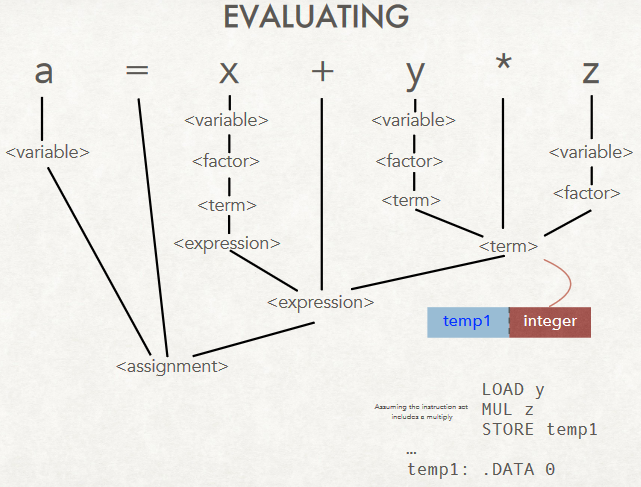 EVALUATING
a = x + y * z
<variable> <variable>
<variable> <factor> <factor> <variable>
<term> <term> <factor>
<expression> <term>
<expression>
temp1 integer
<assignment>
LOAD y
Assuming the instruction set
includes a multiply
MUL z
STORE temp1
…
temp1: .DATA 0